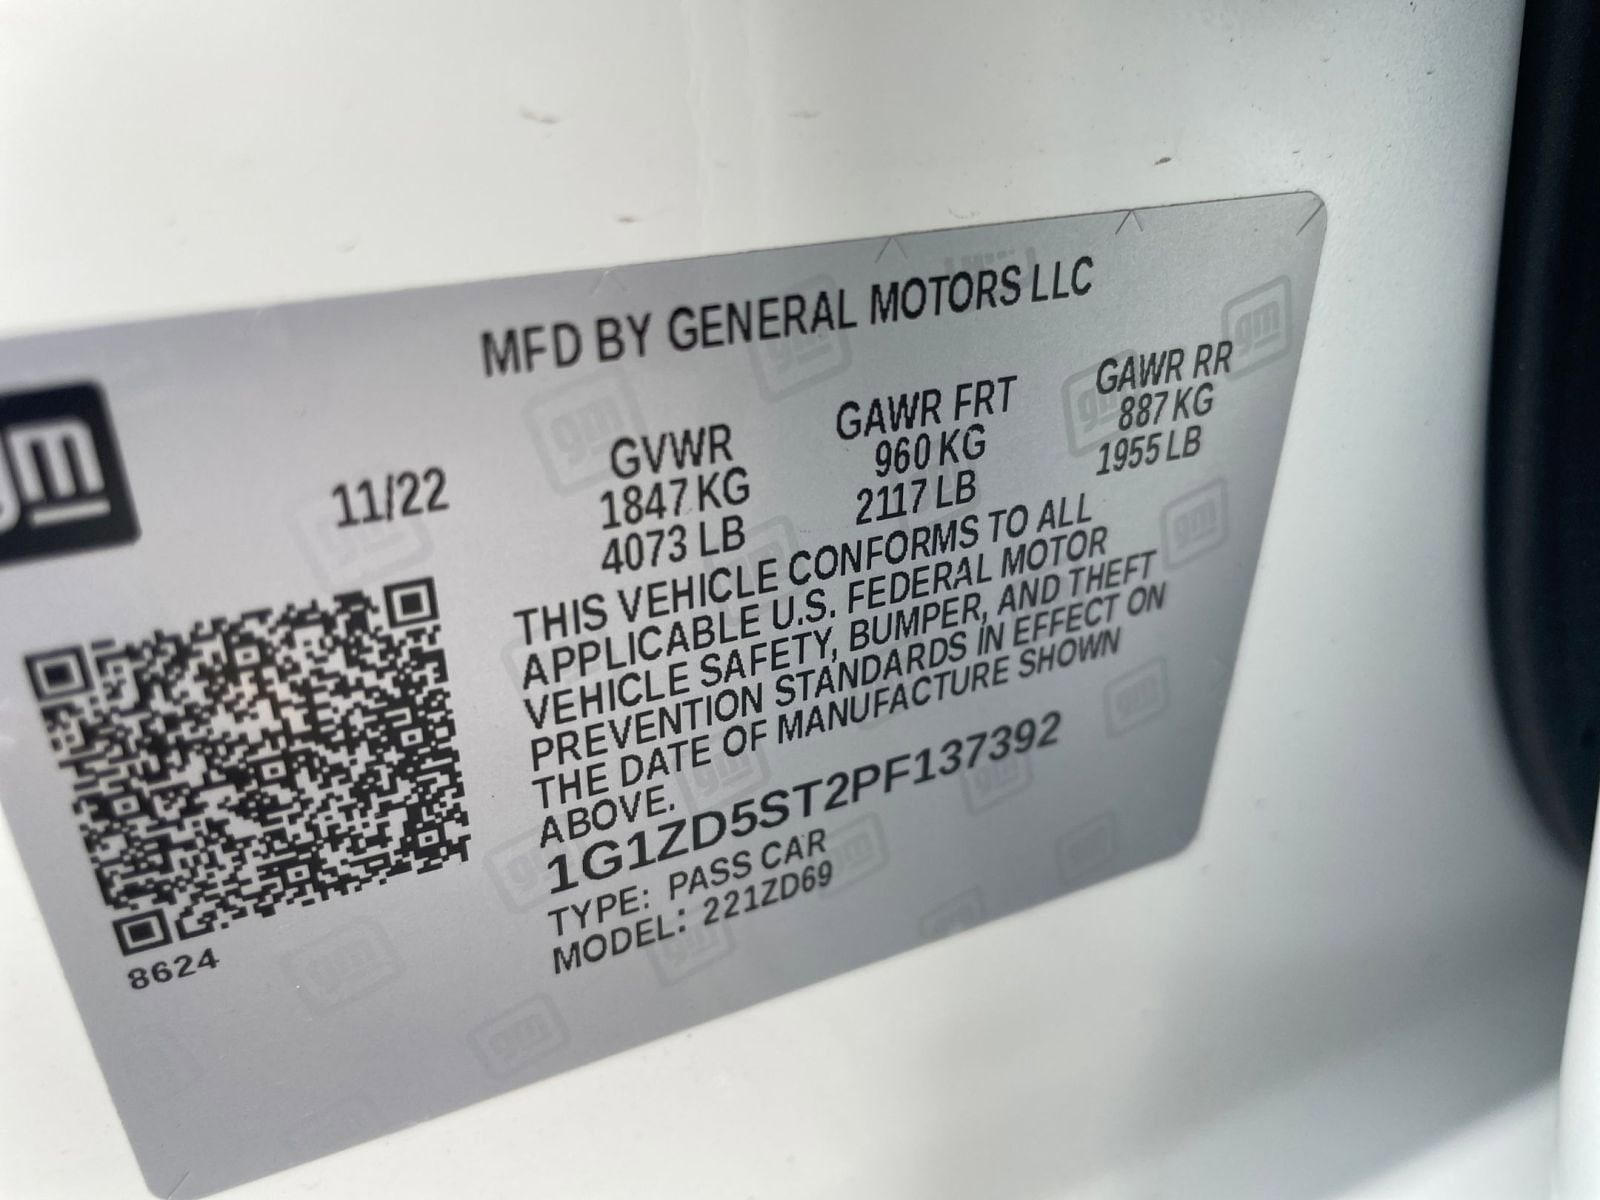 MFD BY GENERAL MOTORS LLC
gm
11/22
GVWR
1847 KG
4073 LB
GAWR FRT
960 KG
2117 LB
GAWR RR
887 KG
1955 LB
THIS VEHICLE CONFORMS TO ALL
APPLICABLE U.S. FEDERAL MOTOR
VEHICLE SAFETY, BUMPER, AND THEFT
PREVENTION STANDARDS IN EFFECT ON
THE DATE OF MANUFACTURE SHOWN
ABOVE.
1G1ZD5ST2PF137392
TYPE: PASS CAR
MODEL: 221ZD69
8624